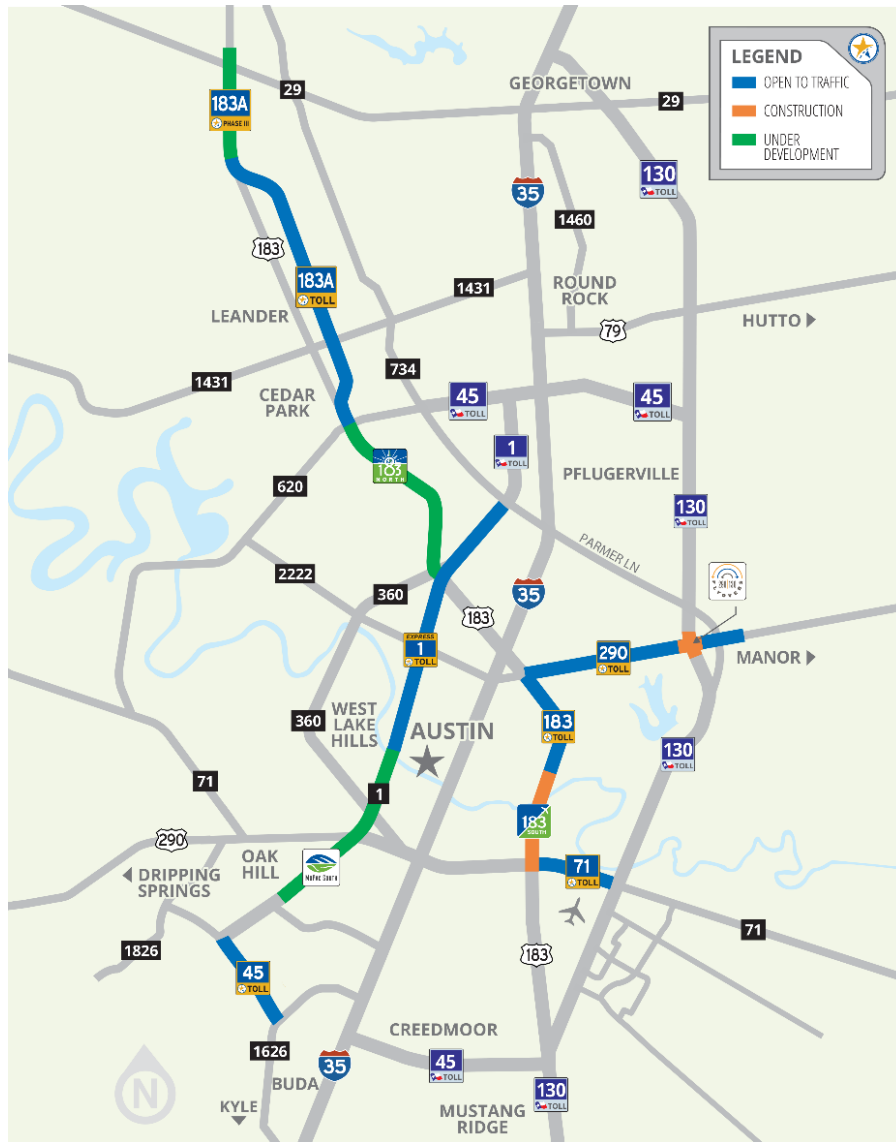 LEGEND
OPEN TO TRAFFIC
CONSTRUCTION
UNDER
DEVELOPMENT
GEORGETOWN
29
29
183A
PHASE III
130
TOLL
35
1460
183
183A
TOLL
1431
ROUND
ROCK
LEANDER
79
HUTTO
1431
734
CEDAR
PARK
45
TOLL
45
TOLL
1
TOLL
183
NORTH
PFLUGERVILLE
620
130
TOLL
PARMER LN
2222
360
35
183
EXPRESS
1
TOLL
290
TOLL
MANOR
WEST
LAKE
HILLS
360
AUSTIN
183
TOLL
130
TOLL
71
1
183
SOUTH
290
OAK
HILL
MoPac South
DRIPPING
SPRINGS
71
TOLL
71
1826
183
45
TOLL
CREEDMOOR
1626
35
45
TOLL
BUDA
130
TOLL
N
KYLE
MUSTANG
RIDGE